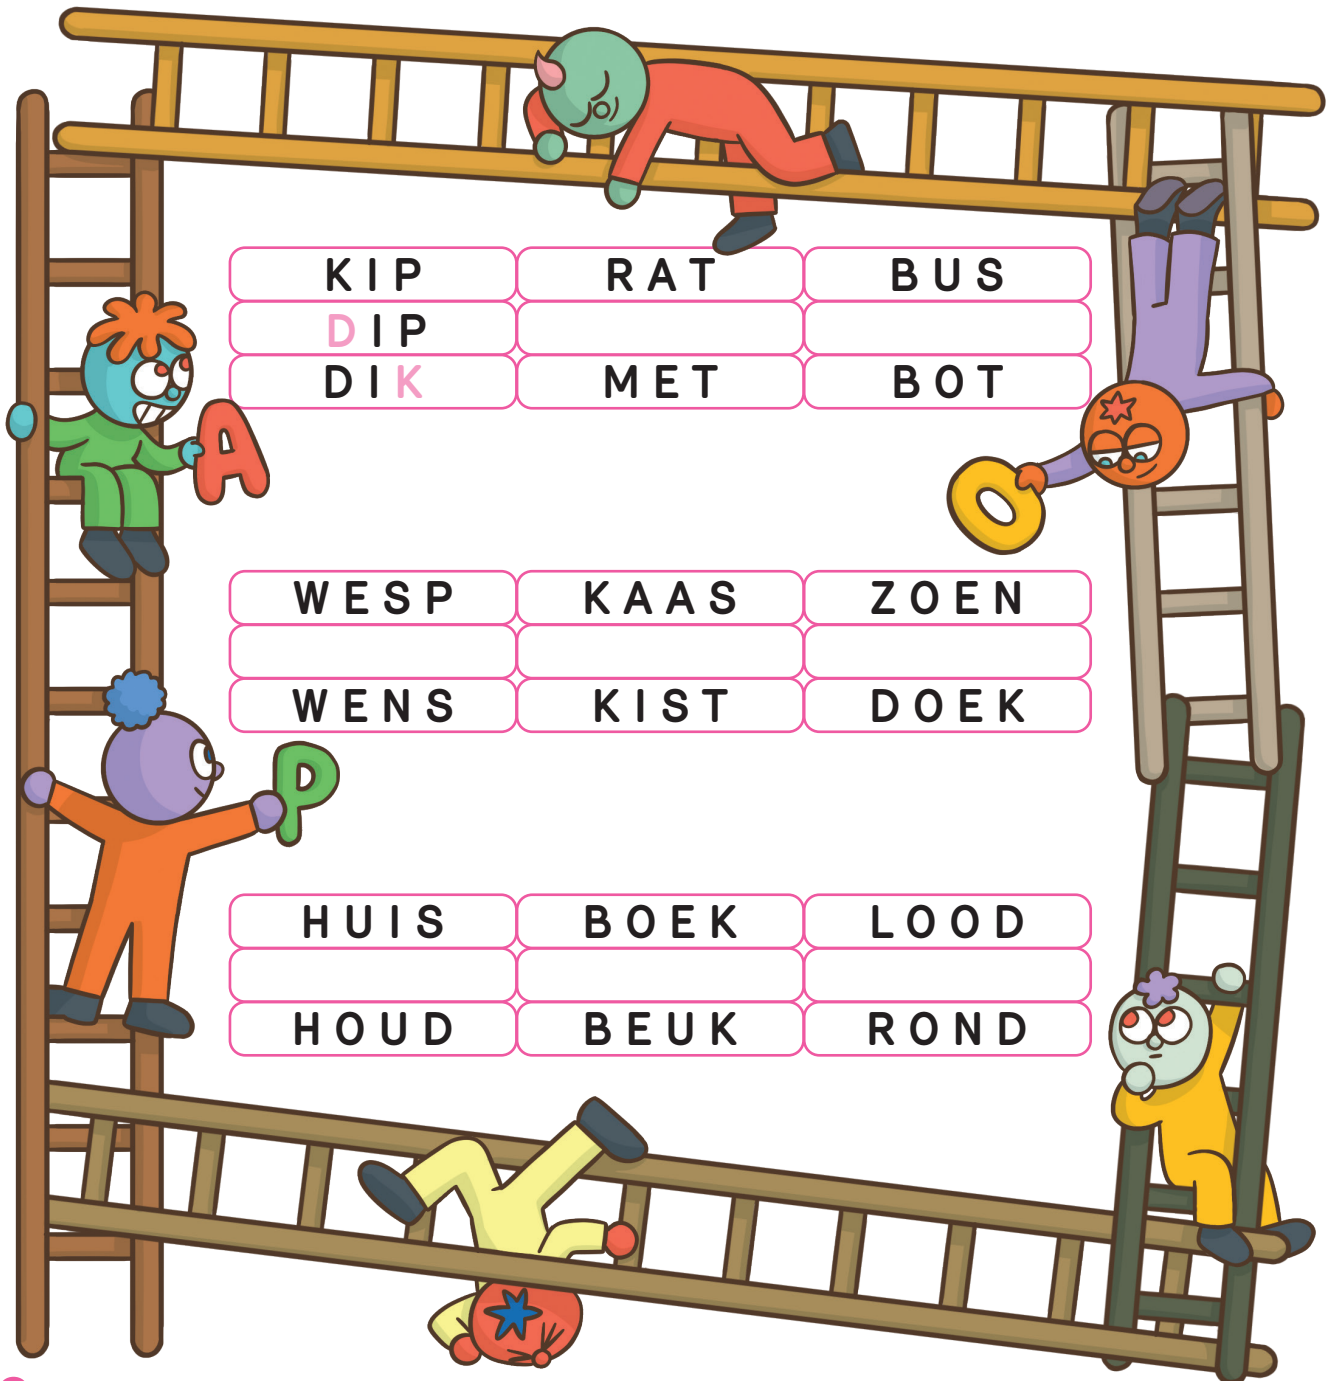 KIP RAT BUS
DIP
DIK MET BOT
A
O
WESP KAAS ZOEN
WENS KIST DOEK
P
HUIS BOEK LOOD
HOUD BEUK ROND